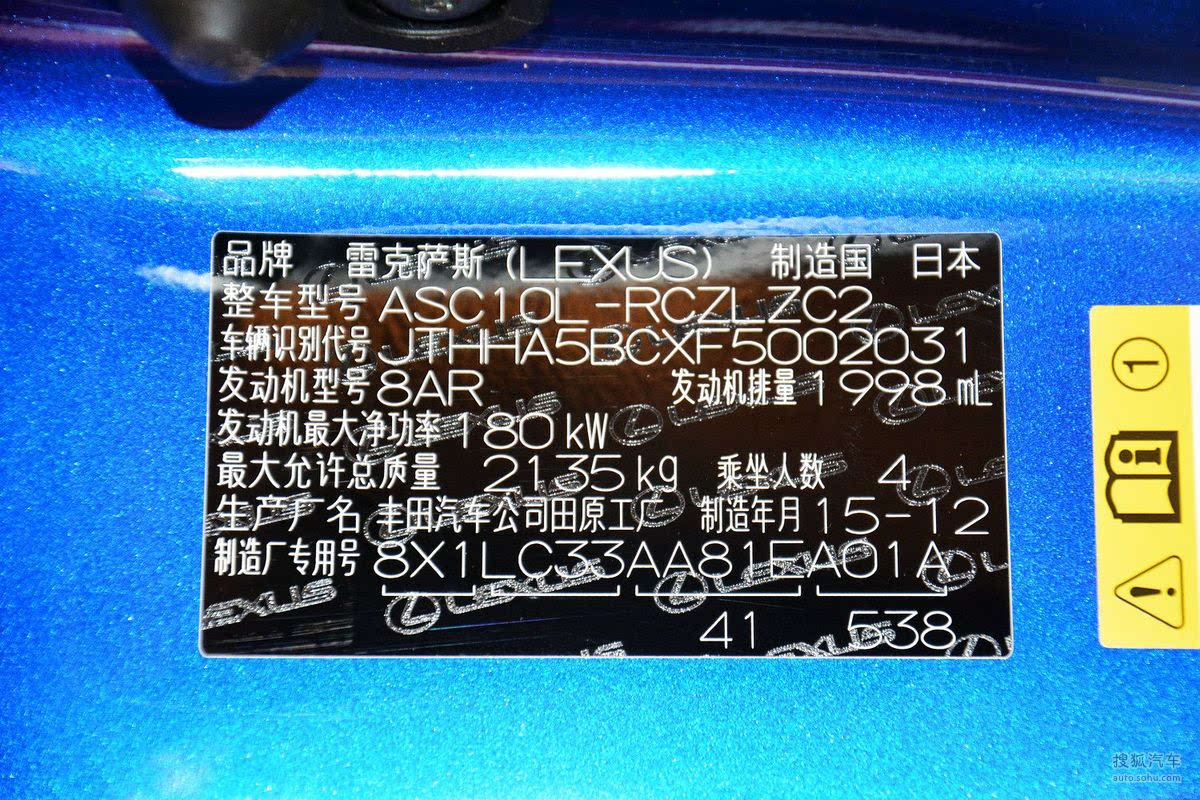 品牌 雷克萨斯 (LEXUS) 制造国 日本
整车型号 ASC10L-RCZLZC2
车辆识别代号 JTHHA5BCXF5002031
发动机型号 8AR 发动机排量 1998 mL
发动机最大净功率 180 kW
最大允许总质量 2135 kg 乘坐人数 4
生产厂名 丰田汽车公司田原工厂 制造年月 15-12
制造厂专用号 8X1LC33AA81EA01A
41 538
1
搜狐汽车
auto.sohu.com